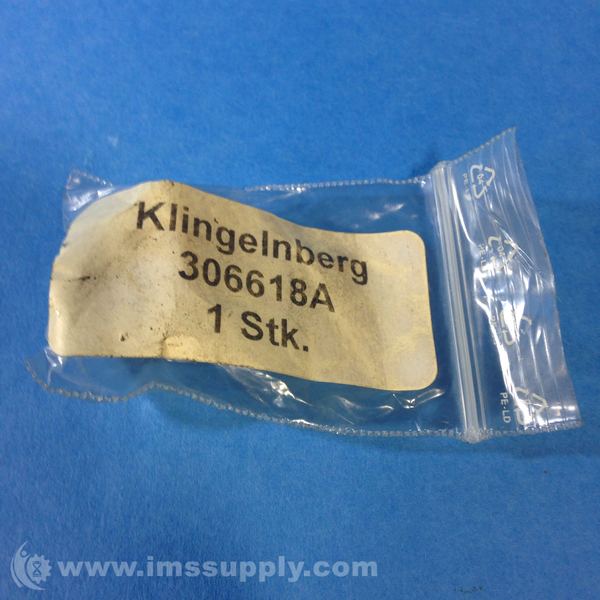 Klingelnberg
306618A
1 Stk.
PE-LD
www.imssupply.com